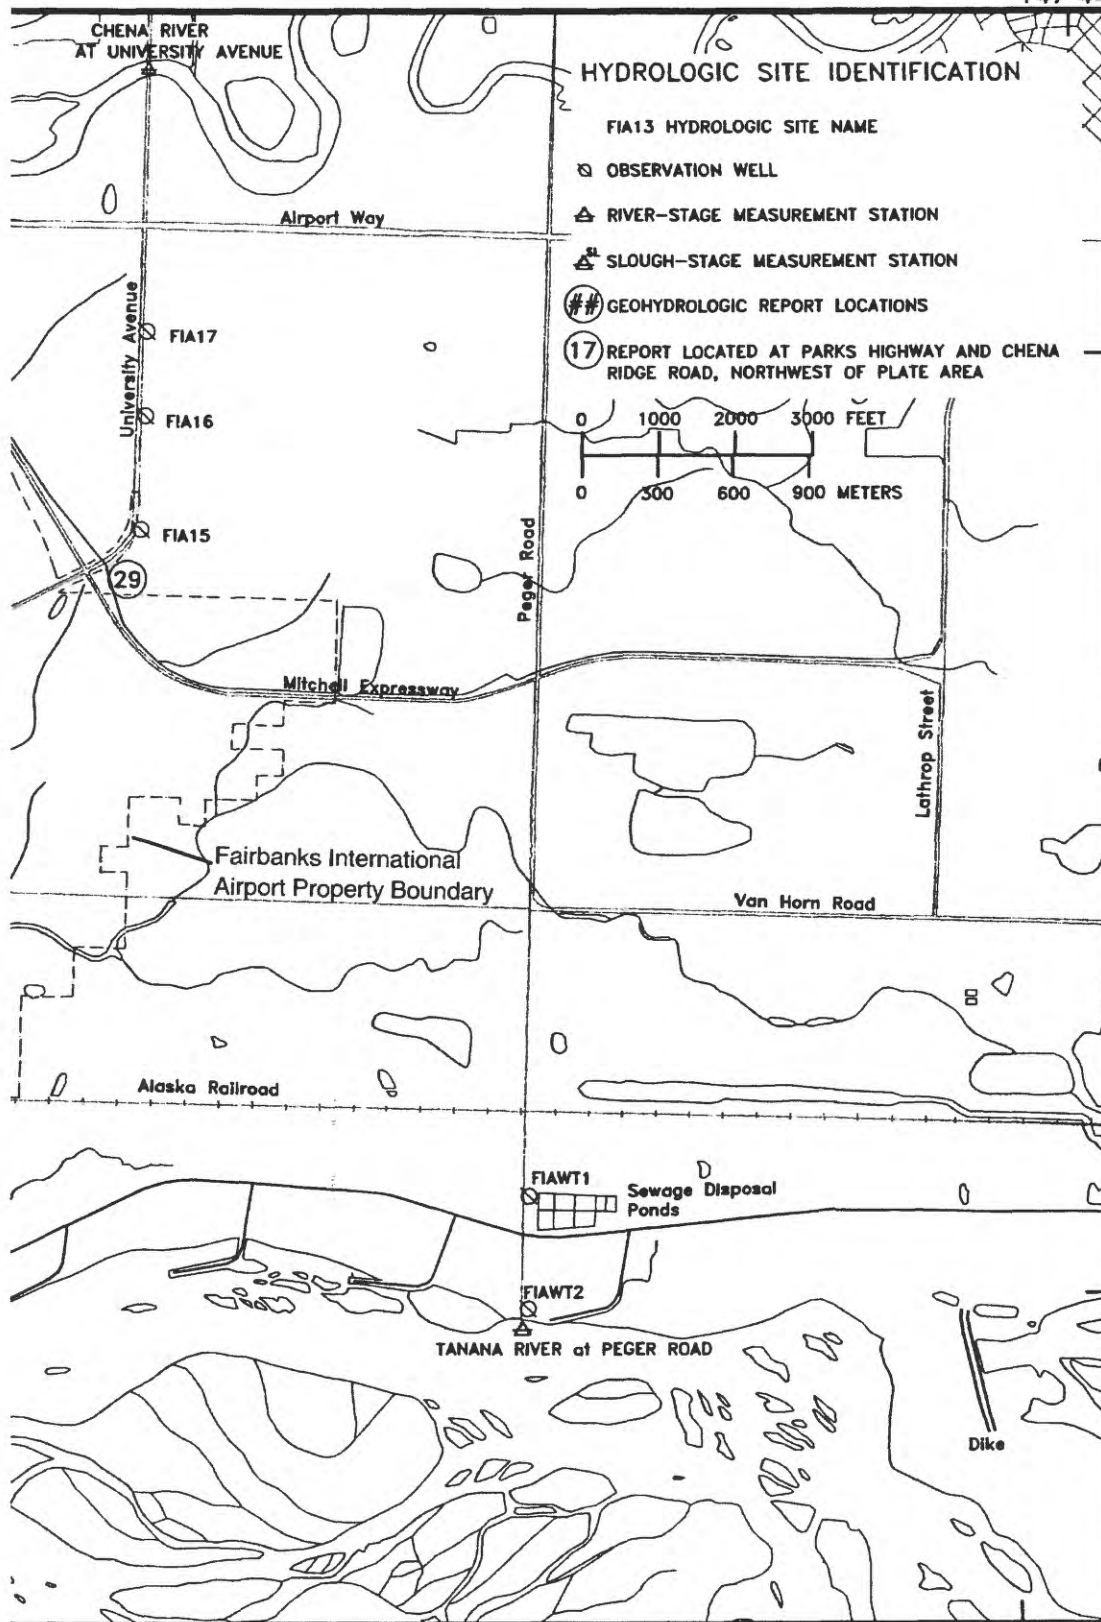 CHENA RIVER
AT UNIVERSITY AVENUE
HYDROLOGIC SITE IDENTIFICATION
FIA13 HYDROLOGIC SITE NAME
OBSERVATION WELL
RIVER-STAGE MEASUREMENT STATION
SL SLOUGH-STAGE MEASUREMENT STATION
## GEOHYDROLOGIC REPORT LOCATIONS
17 REPORT LOCATED AT PARKS HIGHWAY AND CHENA
RIDGE ROAD, NORTHWEST OF PLATE AREA
0 1000 2000 3000 FEET
0 300 600 900 METERS
Airport Way
University Avenue
FIA17
FIA16
FIA15
29
Peger Road
Mitchell Expressway
Lathrop Street
Fairbanks International
Airport Property Boundary
Van Horn Road
Alaska Railroad
FIAWT1
Sewage Disposal
Ponds
FIAWT2
TANANA RIVER at PEGER ROAD
Dike